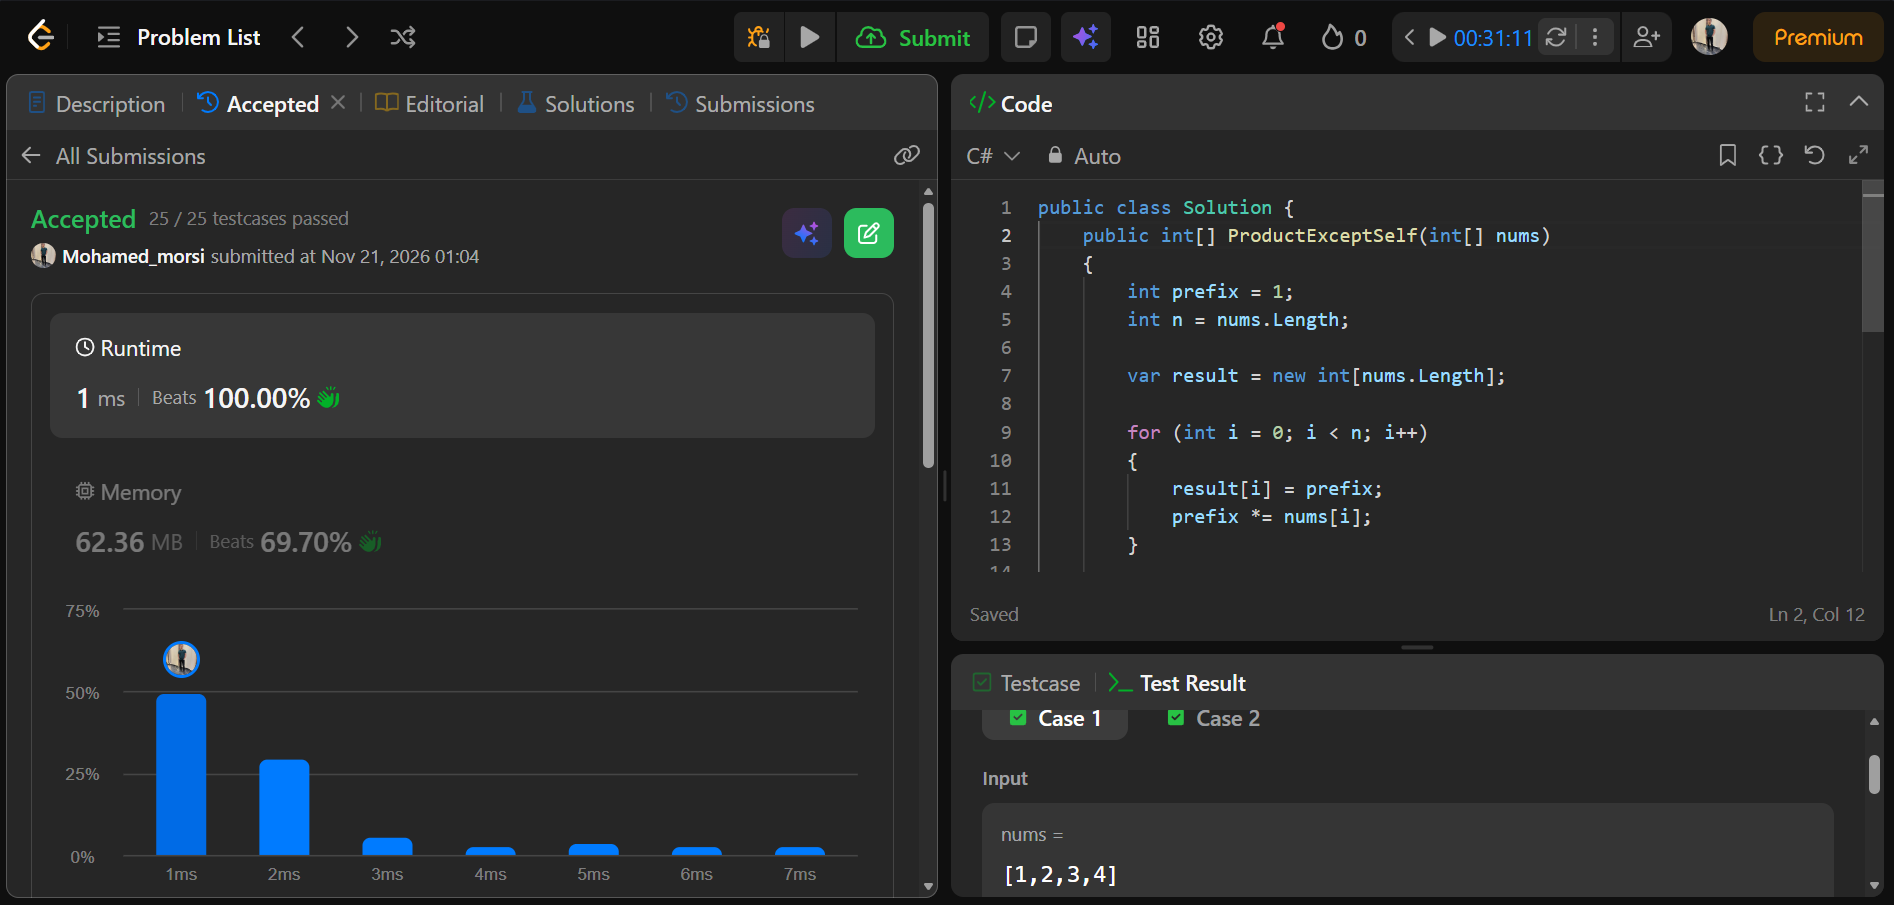 Problem List
Submit
0
00:31:11
Premium
Description
Accepted
Editorial
Solutions
Submissions
All Submissions
Accepted 25 / 25 testcases passed
Mohamed_morsi submitted at Nov 21, 2026 01:04
Runtime
1 ms Beats 100.00%
Memory
62.36 MB Beats 69.70%
75%
50%
25%
0%
1ms 2ms 3ms 4ms 5ms 6ms 7ms
</> Code
C# Auto
1 public class Solution {
2 public int[] ProductExceptSelf(int[] nums)
3 {
4 int prefix = 1;
5 int n = nums.Length;
6
7 var result = new int[nums.Length];
8
9 for (int i = 0; i < n; i++)
10 {
11 result[i] = prefix;
12 prefix *= nums[i];
13 }
14
Saved
Ln 2, Col 12
Testcase
Test Result
Case 1
Case 2
Input
nums =
[1,2,3,4]